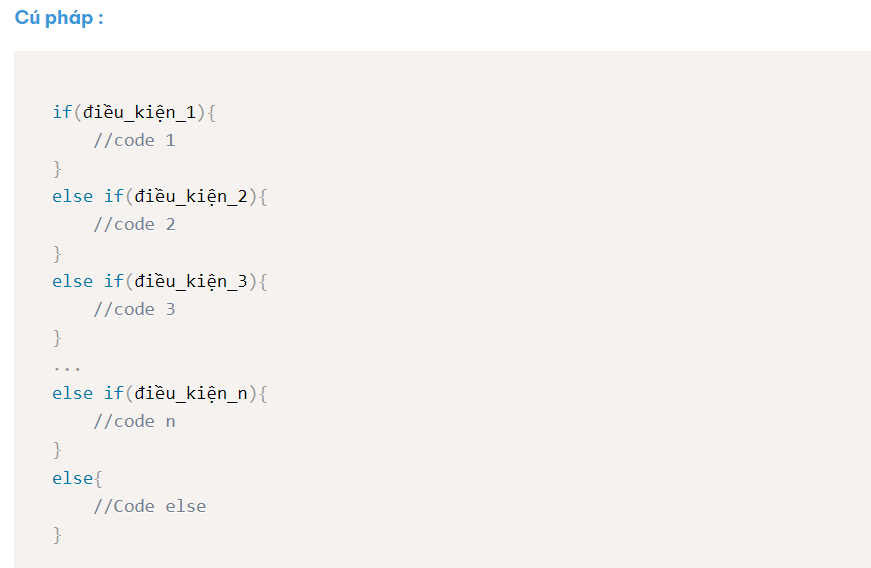 Cú pháp :
if(điều_kiện_1){
    //code 1
}
else if(điều_kiện_2){
    //code 2
}
else if(điều_kiện_3){
    //code 3
}
...
else if(điều_kiện_n){
    //code n
}
else{
    //Code else
}